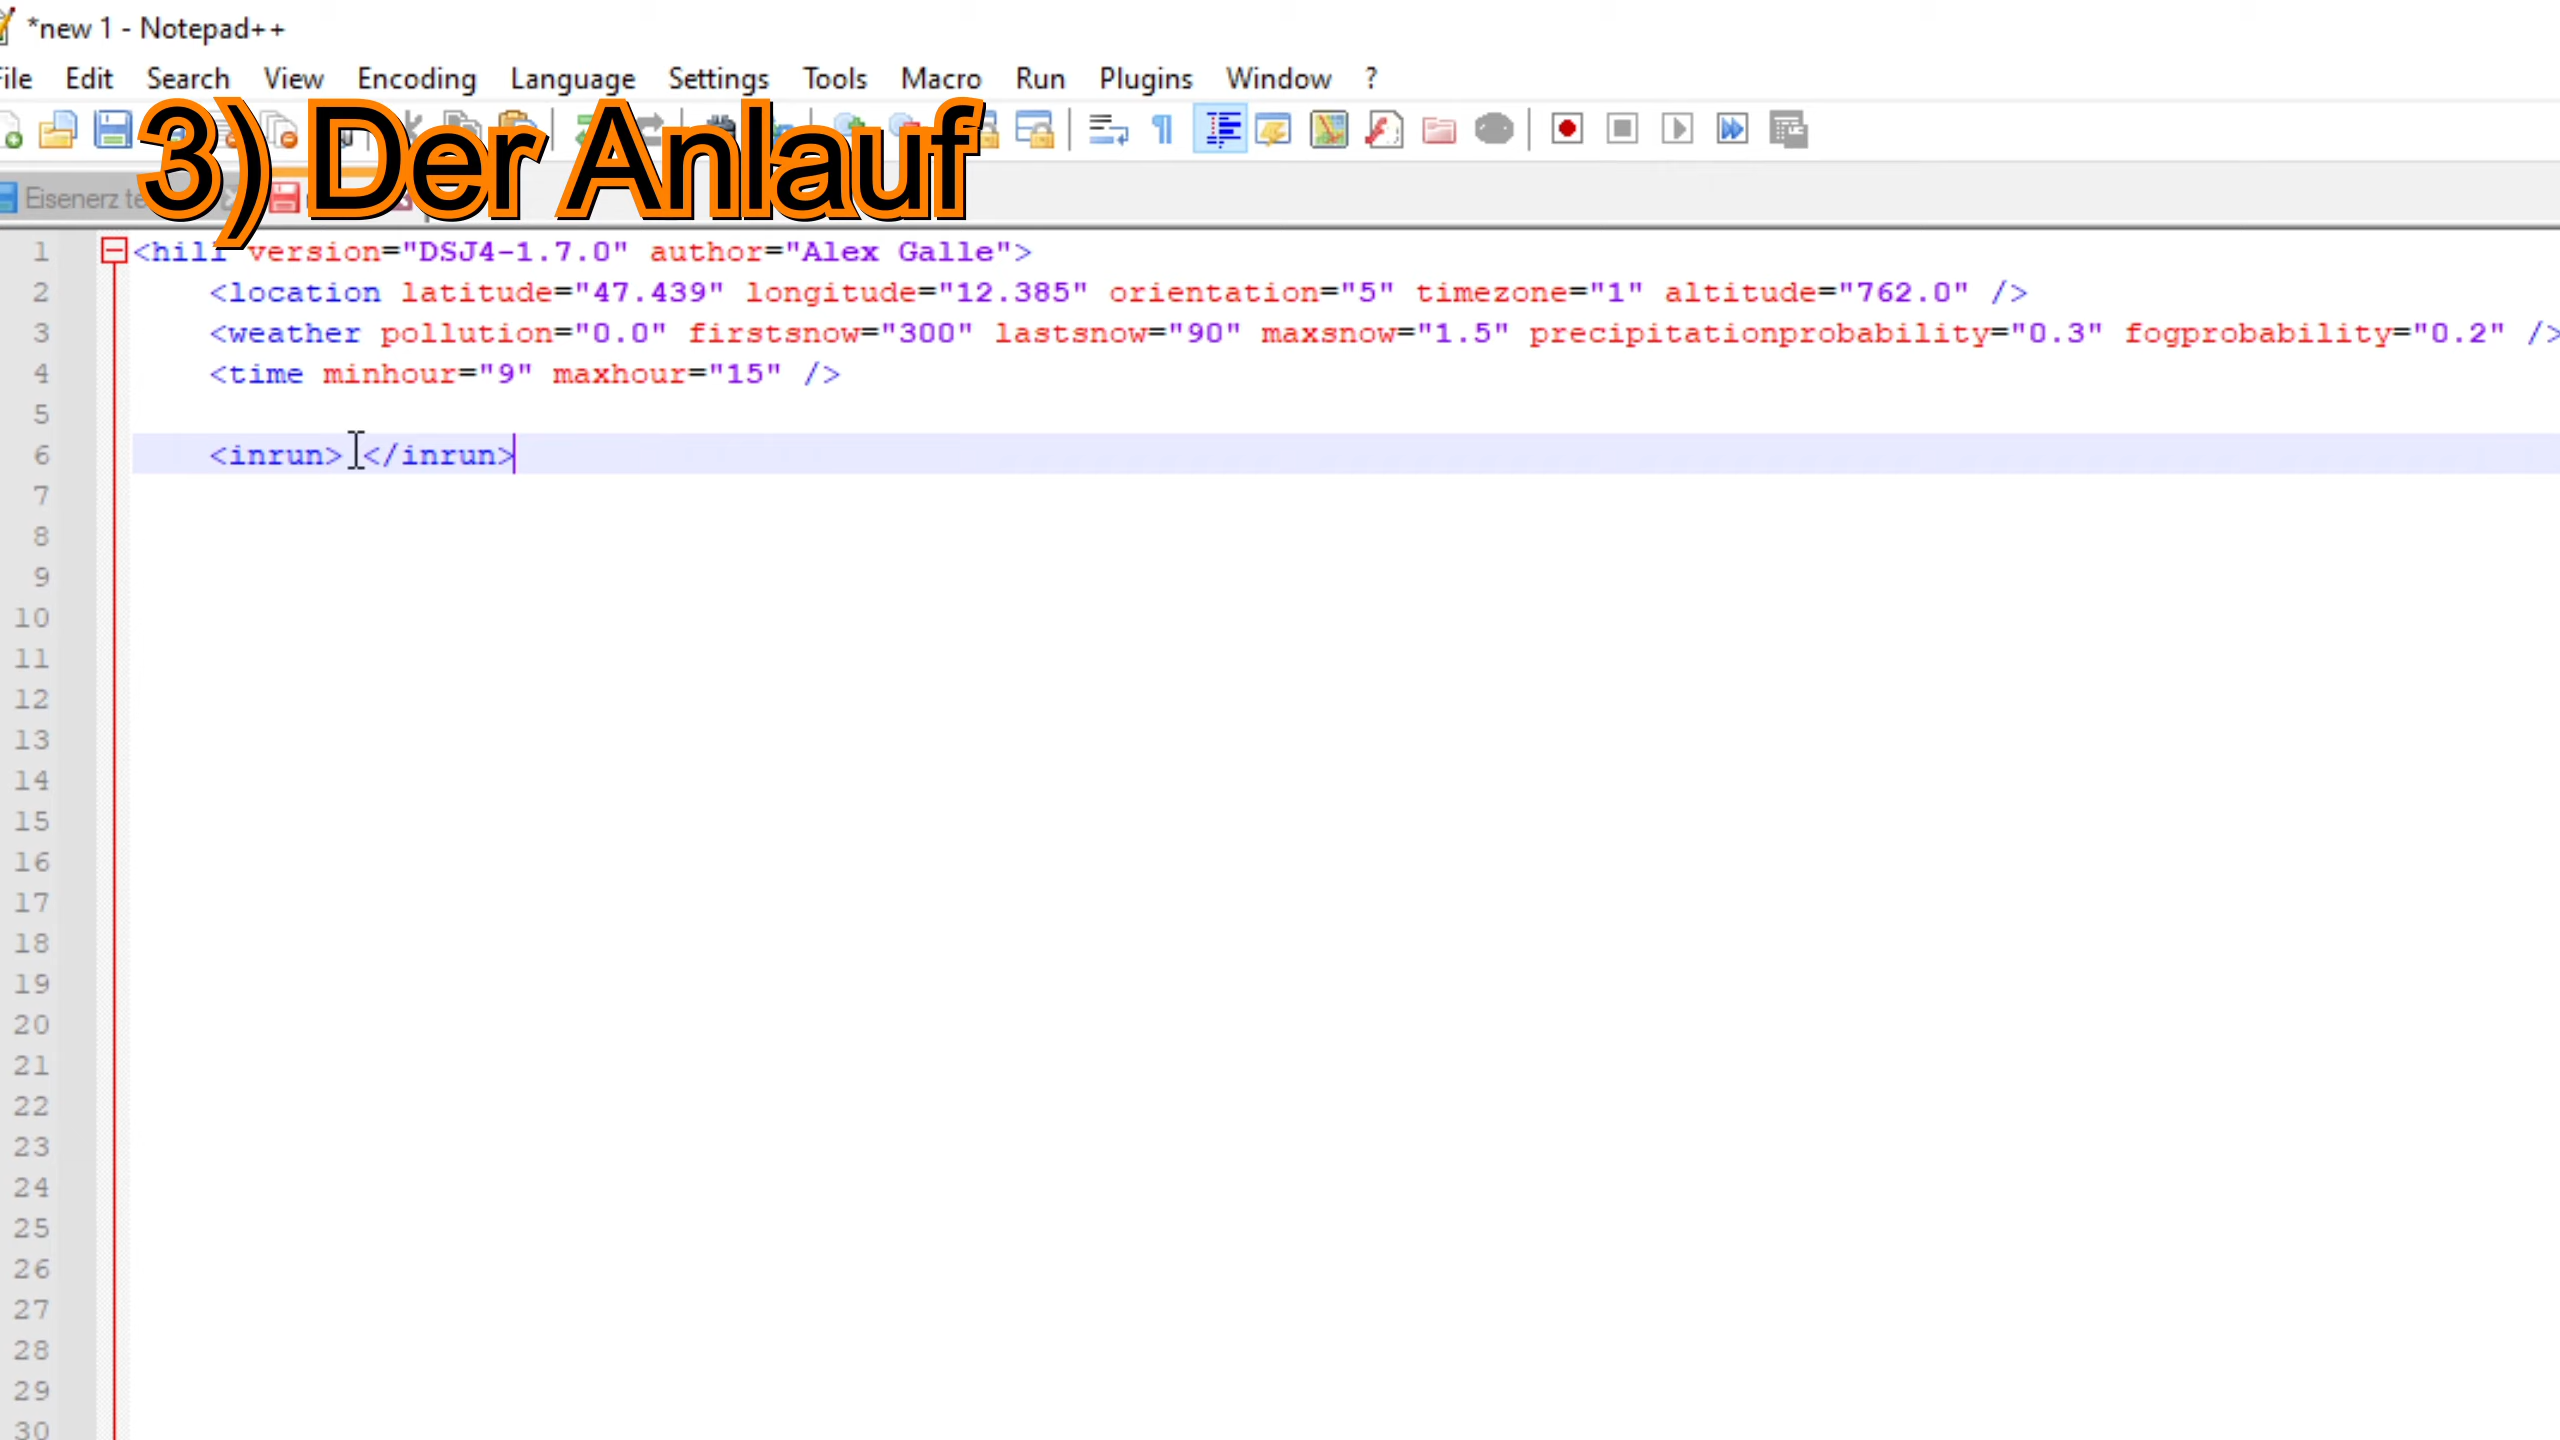 *new 1 - Notepad++
File Edit Search View Encoding Language Settings Tools Macro Run Plugins Window ?
3) Der Anlauf
Eisenerz
1 <hill version="DSJ4-1.7.0" author="Alex Galle">
2 <location latitude="47.439" longitude="12.385" orientation="5" timezone="1" altitude="762.0" />
3 <weather pollution="0.0" firstsnow="300" lastsnow="90" maxsnow="1.5" precipitationprobability="0.3" fogprobability="0.2" />
4 <time minhour="9" maxhour="15" />
5
6 <inrun> </inrun>
7
8
9
10
11
12
13
14
15
16
17
18
19
20
21
22
23
24
25
26
27
28
29
30